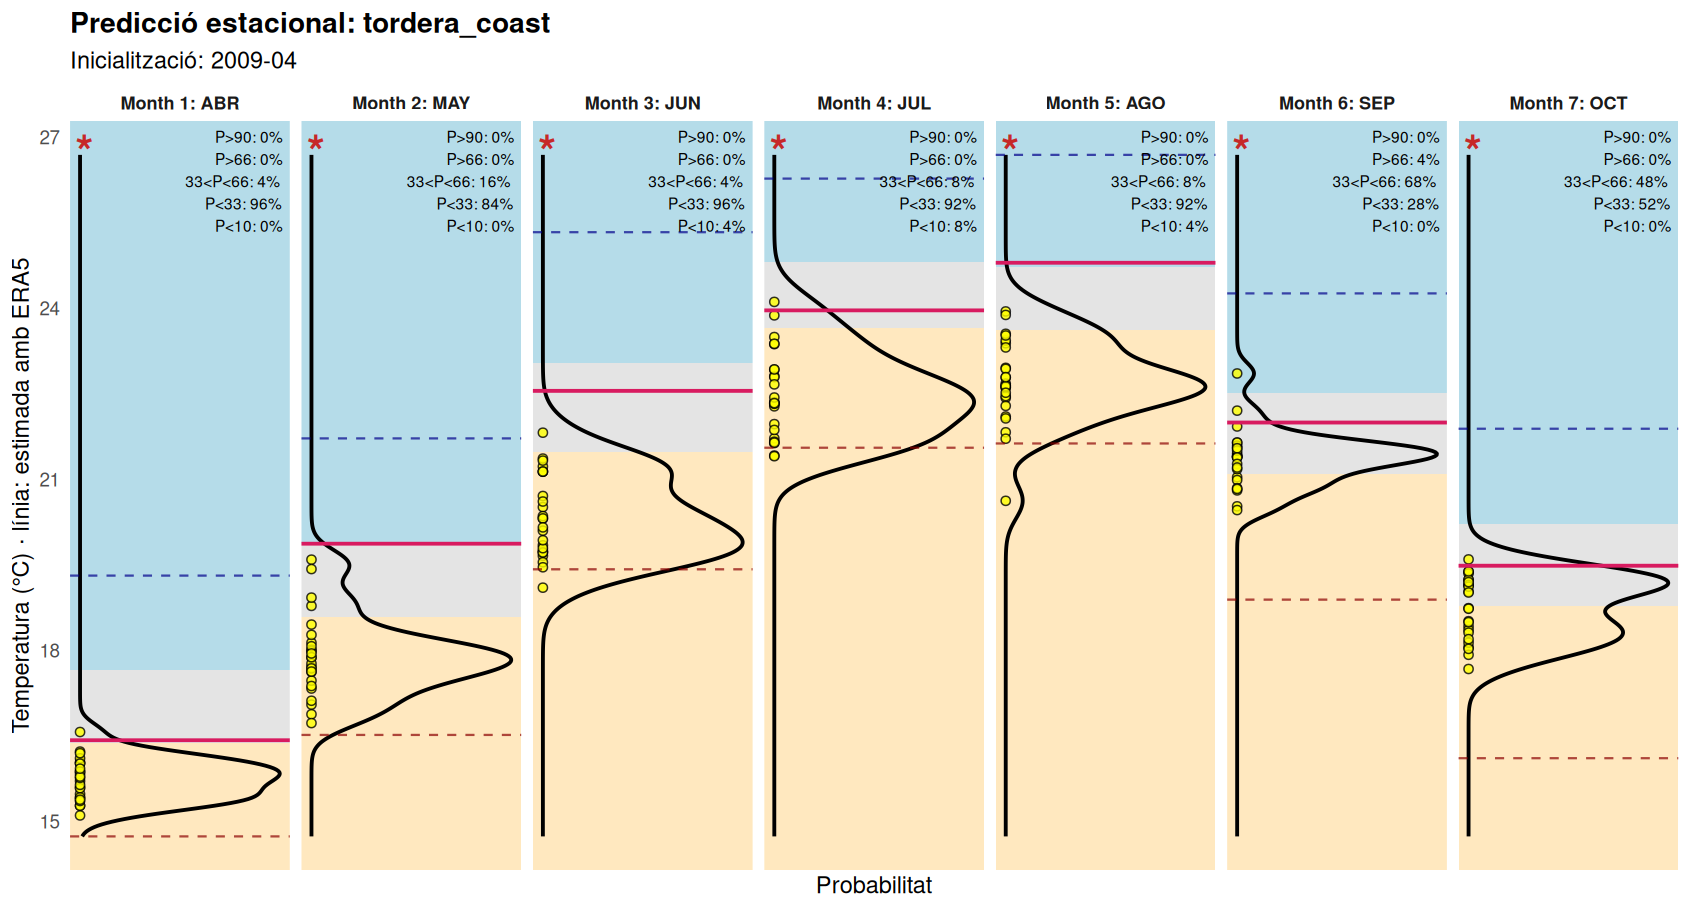 Predicció estacional: tordera_coast
Inicialització: 2009-04
Month 1: ABR
Month 2: MAY
Month 3: JUN
Month 4: JUL
Month 5: AGO
Month 6: SEP
Month 7: OCT
Temperatura (°C) · línia: estimada amb ERA5
27
24
21
18
15
*
P>90: 0%
P>66: 0%
33<P<66: 4%
P<33: 96%
P<10: 0%
*
P>90: 0%
P>66: 0%
33<P<66: 16%
P<33: 84%
P<10: 0%
*
P>90: 0%
P>66: 0%
33<P<66: 4%
P<33: 96%
P<10: 4%
*
P>90: 0%
P>66: 0%
33<P<66: 8%
P<33: 92%
P<10: 8%
*
P>90: 0%
P>66: 0%
33<P<66: 8%
P<33: 92%
P<10: 4%
*
P>90: 0%
P>66: 4%
33<P<66: 68%
P<33: 28%
P<10: 0%
*
P>90: 0%
P>66: 0%
33<P<66: 48%
P<33: 52%
P<10: 0%
Probabilitat